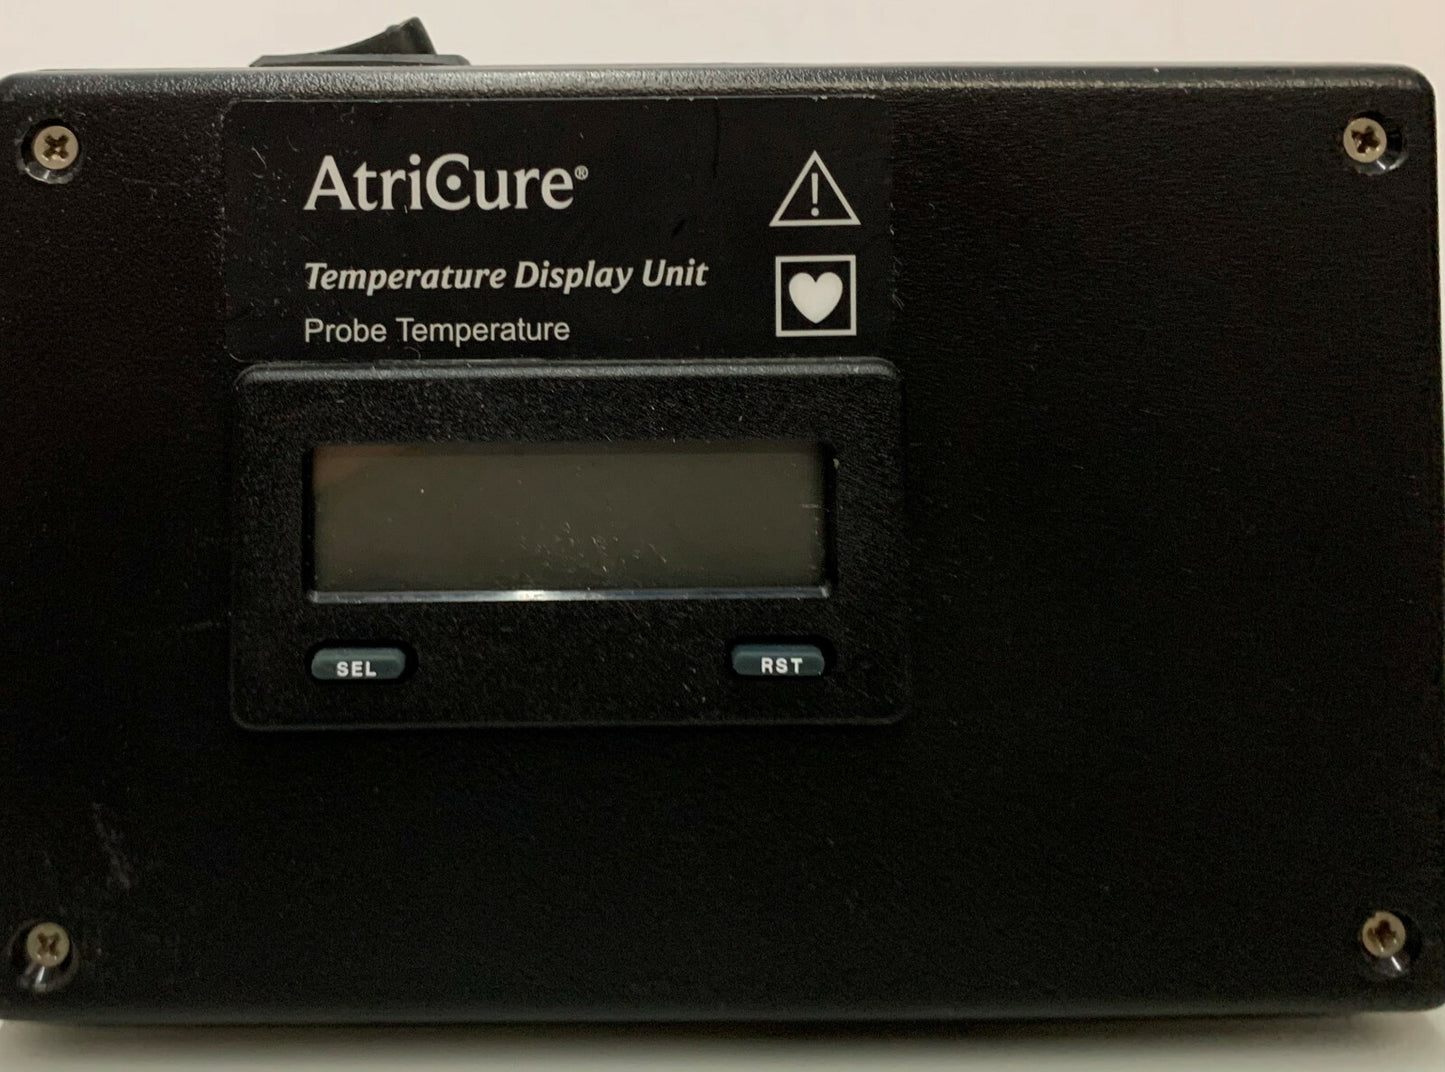 AtriCure®
Temperature Display Unit
Probe Temperature
SEL
RST